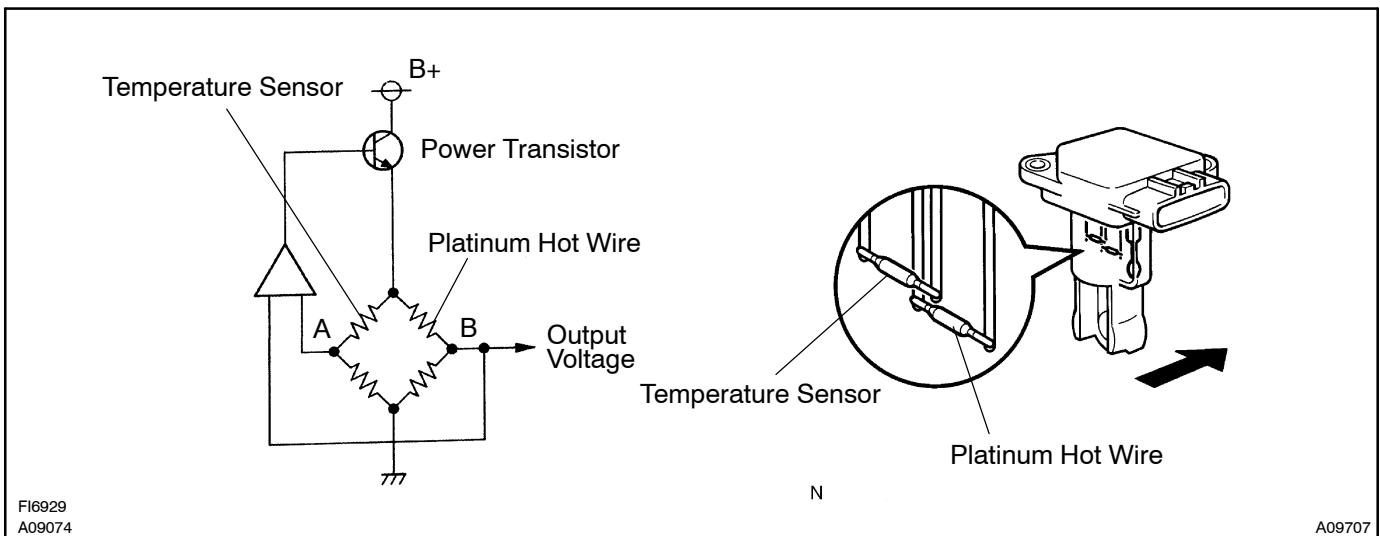 B+
Temperature Sensor
Power Transistor
Platinum Hot Wire
A
B
Output
Voltage
Temperature Sensor
Platinum Hot Wire
N
FI6929
A09074
A09707